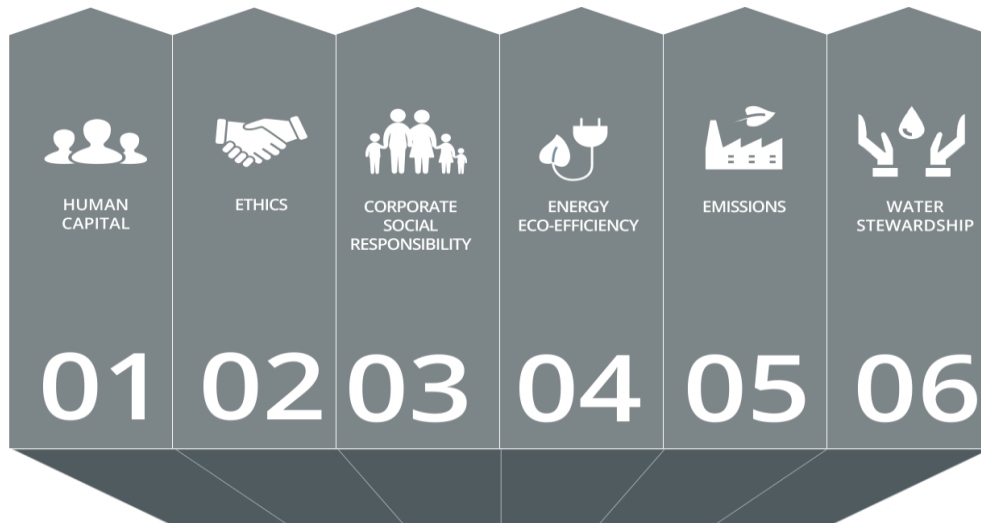 HUMAN
CAPITAL
01
ETHICS
02
CORPORATE
SOCIAL
RESPONSIBILITY
03
ENERGY
ECO-EFFICIENCY
04
EMISSIONS
05
WATER
STEWARDSHIP
06